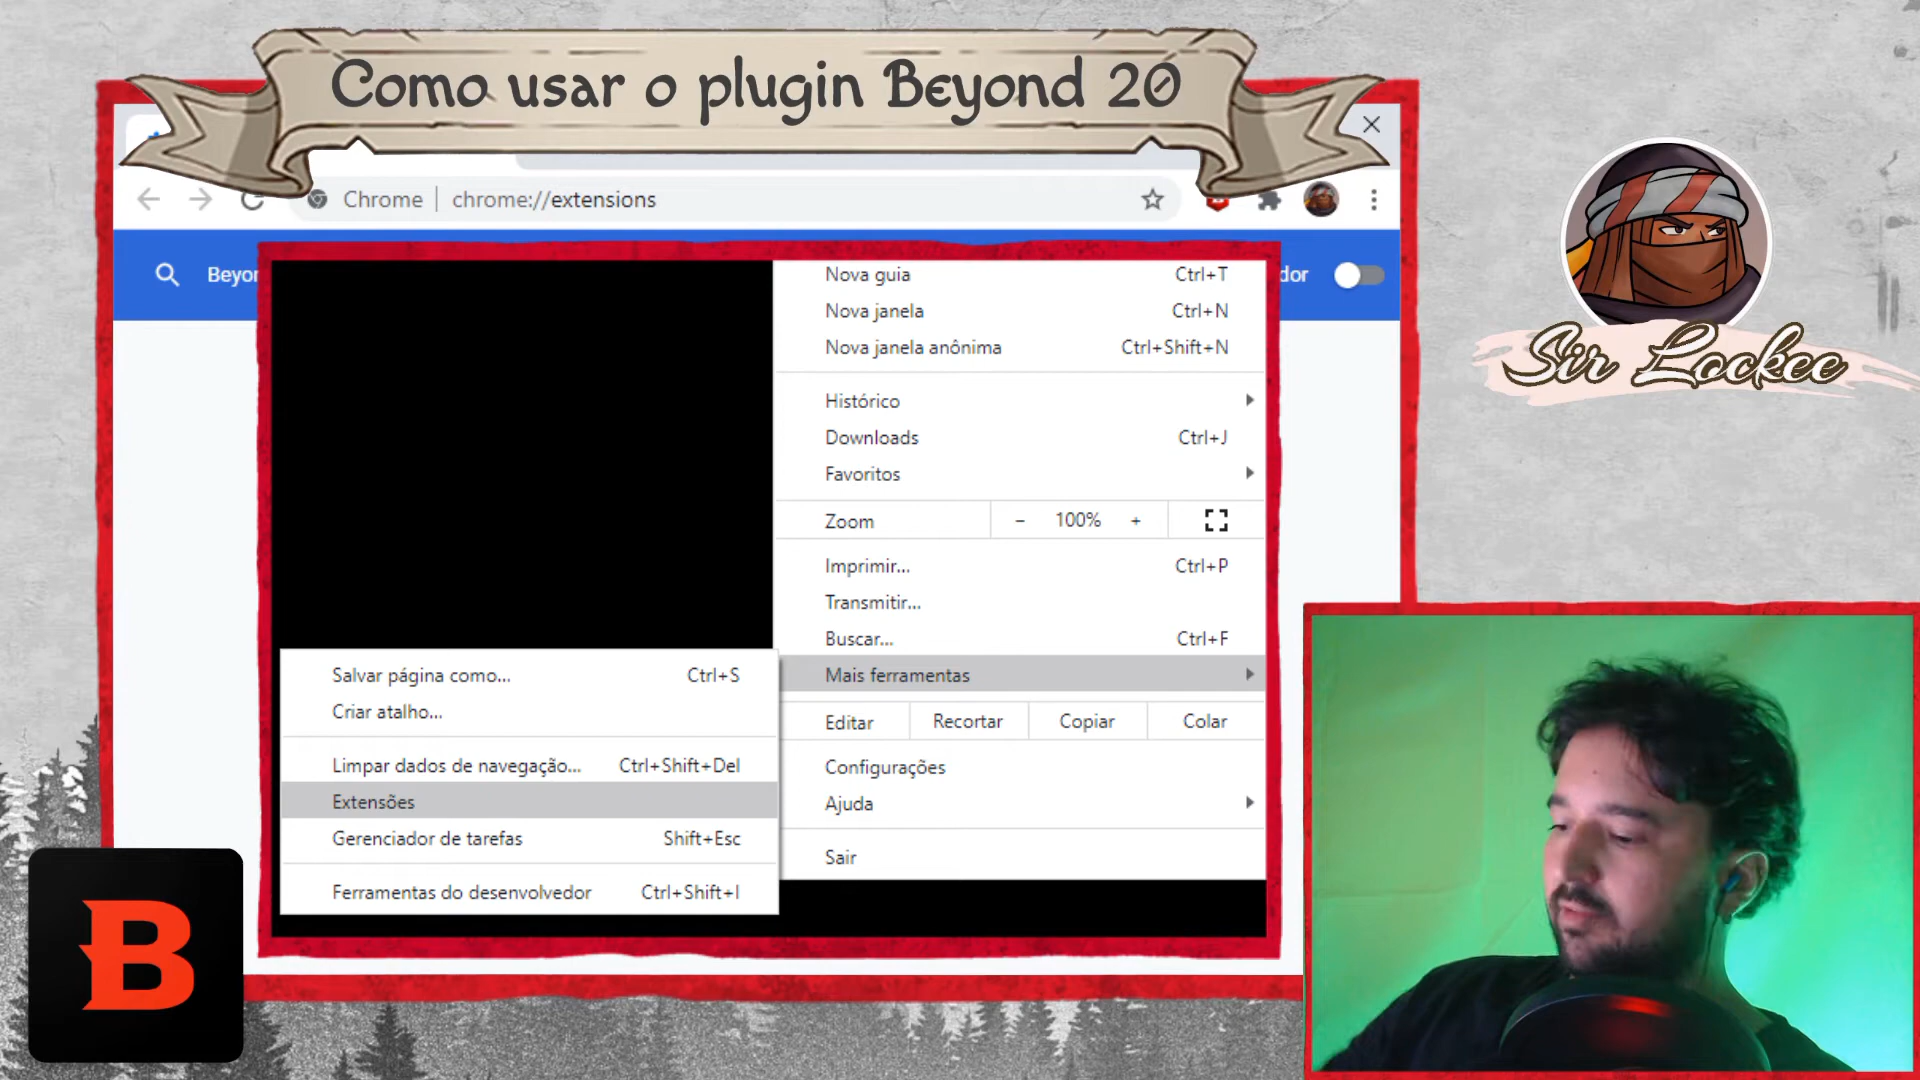 Como usar o plugin Beyond 20
Chrome | chrome://extensions
Beyon
dor
Nova guia Ctrl+T
Nova janela Ctrl+N
Nova janela anônima Ctrl+Shift+N
Histórico
Downloads Ctrl+J
Favoritos
Zoom - 100% +
Imprimir... Ctrl+P
Transmitir...
Buscar... Ctrl+F
Mais ferramentas
Editar Recortar Copiar Colar
Configurações
Ajuda
Sair
Salvar página como... Ctrl+S
Criar atalho...
Limpar dados de navegação... Ctrl+Shift+Del
Extensões
Gerenciador de tarefas Shift+Esc
Ferramentas do desenvolvedor Ctrl+Shift+I
Sir Lockee
B